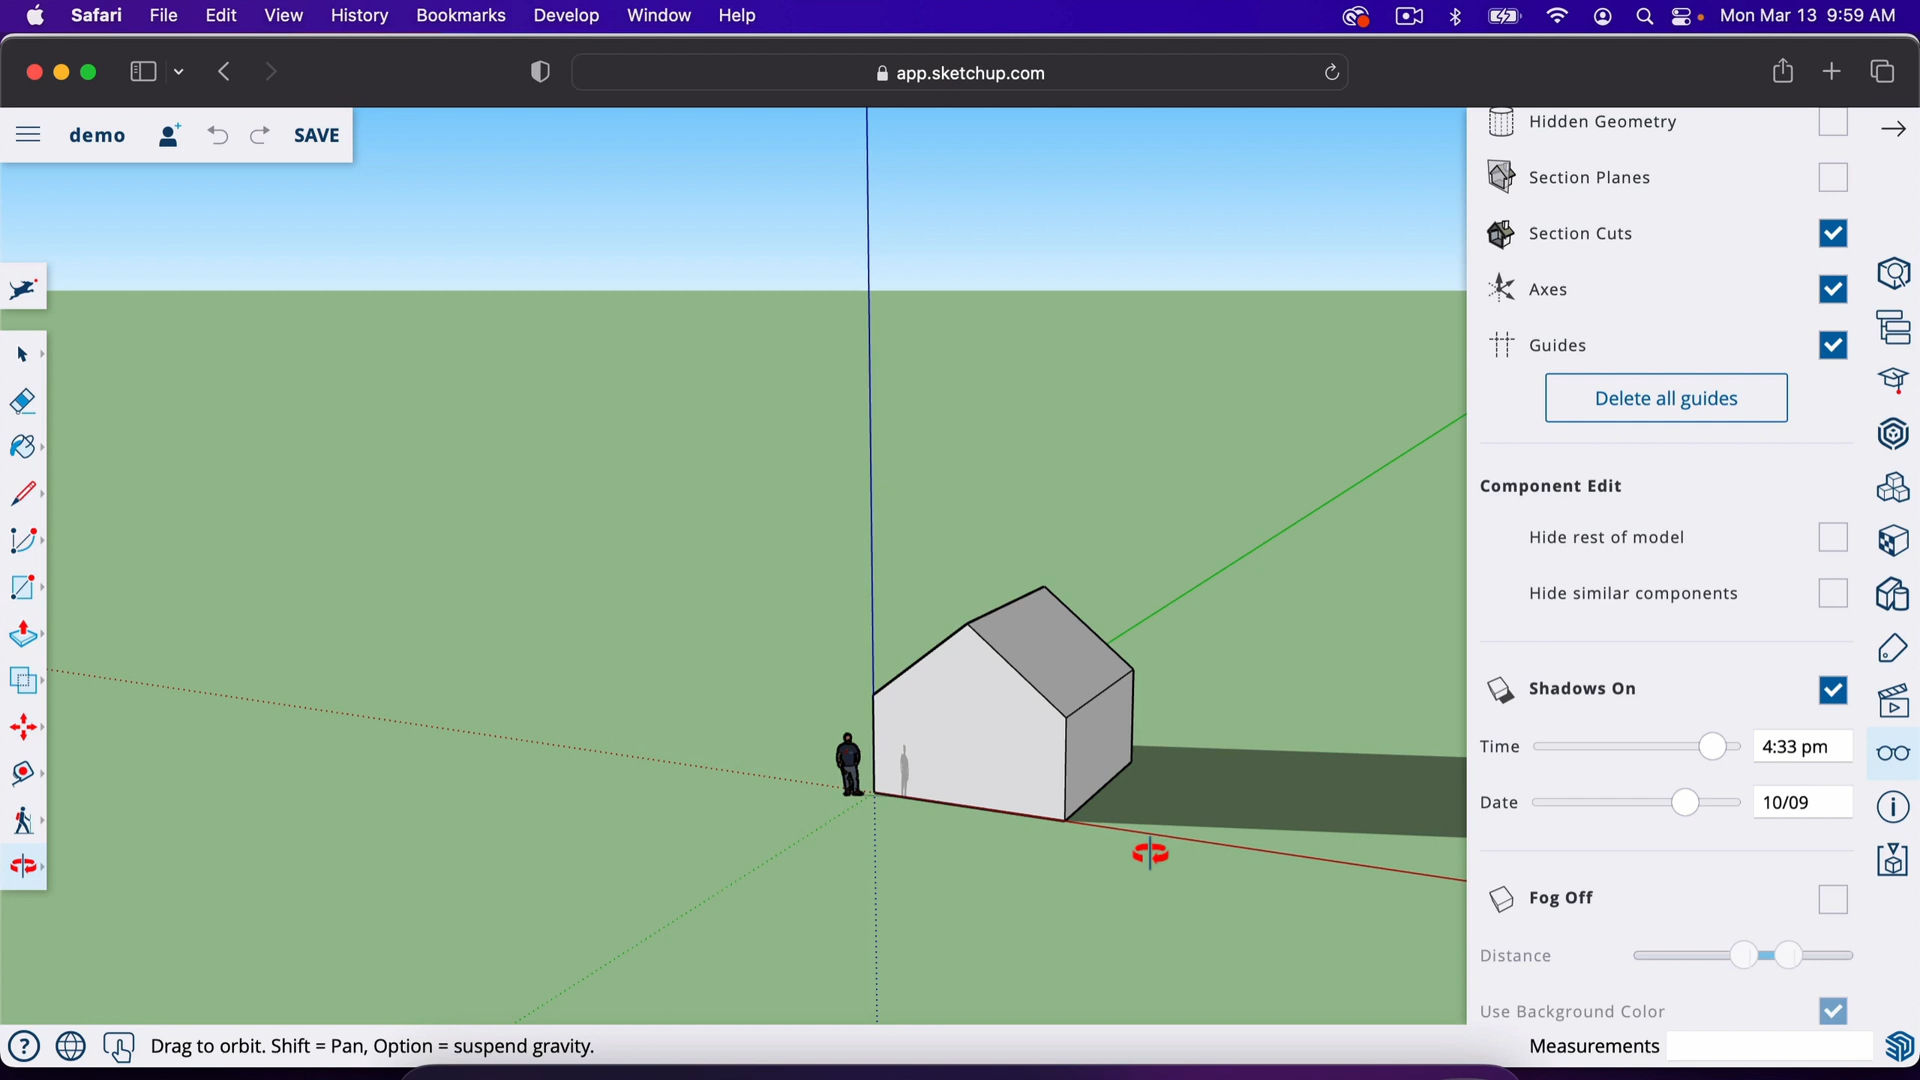 Safari File Edit View History Bookmarks Develop Window Help Mon Mar 13 9:59 AM
app.sketchup.com
demo SAVE
Hidden Geometry
Section Planes
Section Cuts
Axes
Guides
Delete all guides
Component Edit
Hide rest of model
Hide similar components
Shadows On
Time 4:33 pm
Date 10/09
Fog Off
Distance
Use Background Color
Drag to orbit. Shift = Pan, Option = suspend gravity.
Measurements